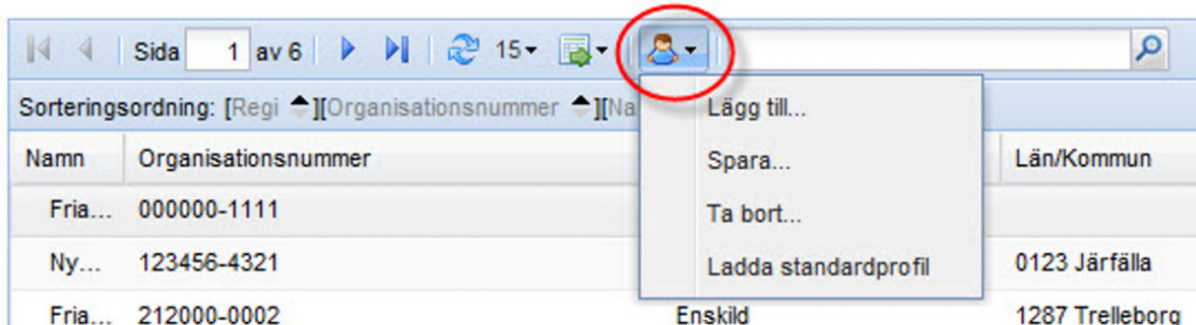 Sida 1 av 6 15
Sorteringsordning: [Regi ][Organisationsnummer ][Na
Lägg till...
Spara...
Ta bort...
Ladda standardprofil
Namn Organisationsnummer Län/Kommun
Fria... 000000-1111
Ny... 123456-4321 0123 Järfälla
Fria... 212000-0002 Enskild 1287 Trelleborg